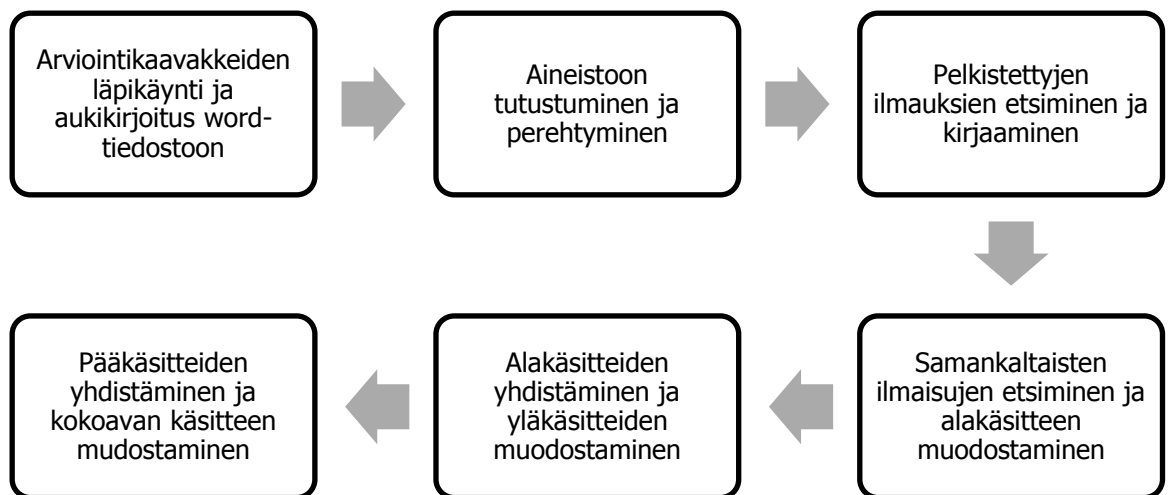 Arviointikaavakkeiden
läpikäynti ja
aukikirjoitus word-
tiedostoon
Aineistoon
tutustuminen ja
perehtyminen
Pelkistettyjen
ilmauksien etsiminen ja
kirjaaminen
Samankaltaisten
ilmaisujen etsiminen ja
alakäsitteen
muodostaminen
Alakäsitteiden
yhdistäminen ja
yläkäsitteiden
muodostaminen
Pääkäsitteiden
yhdistäminen ja
kokoavan käsitteen
mudostaminen